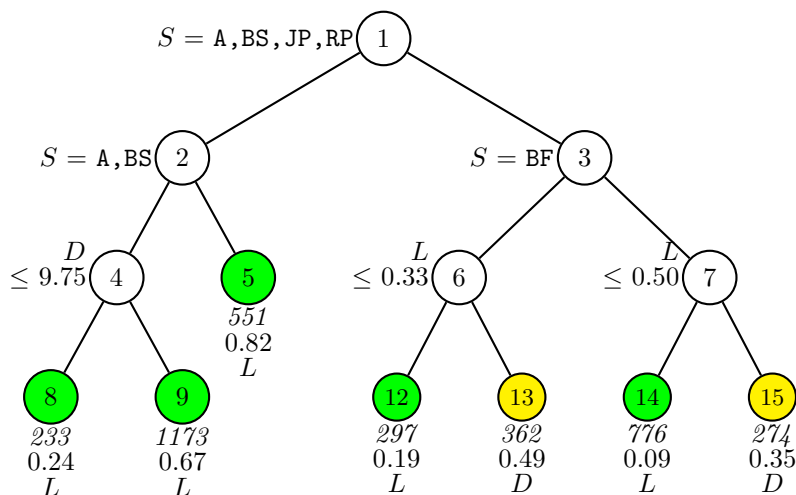 S = A,BS,JP,RP 1
S = A,BS 2 S = BF 3
D L L
≤ 9.75 4 5 ≤ 0.33 6 ≤ 0.50 7
551
0.82
L
8 9 12 13 14 15
233 1173 297 362 776 274
0.24 0.67 0.19 0.49 0.09 0.35
L L L D L D